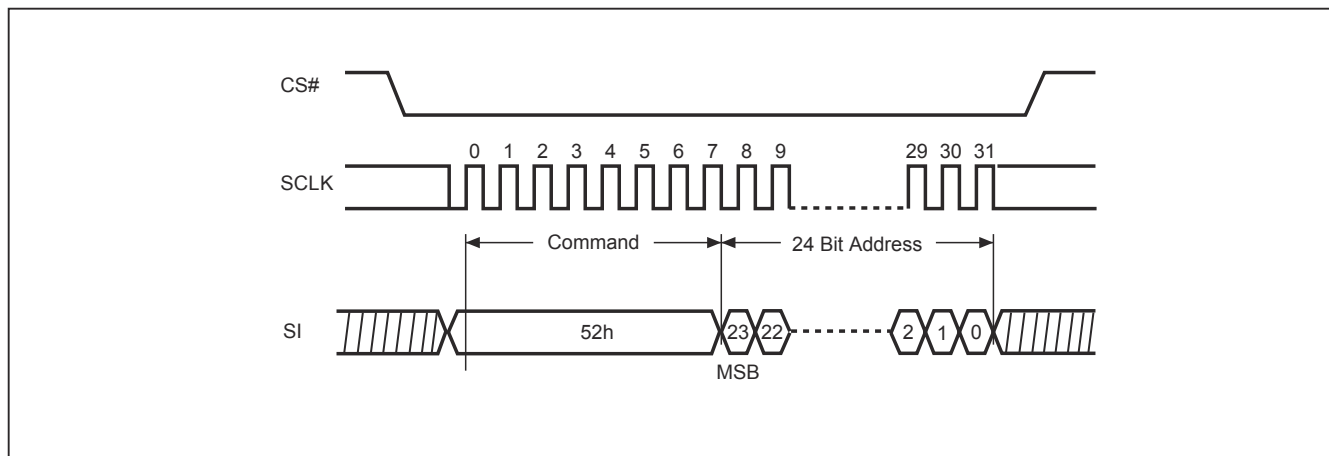 CS#
0 1 2 3 4 5 6 7 8 9 29 30 31
SCLK
Command 24 Bit Address
SI 52h 23 22 2 1 0
MSB